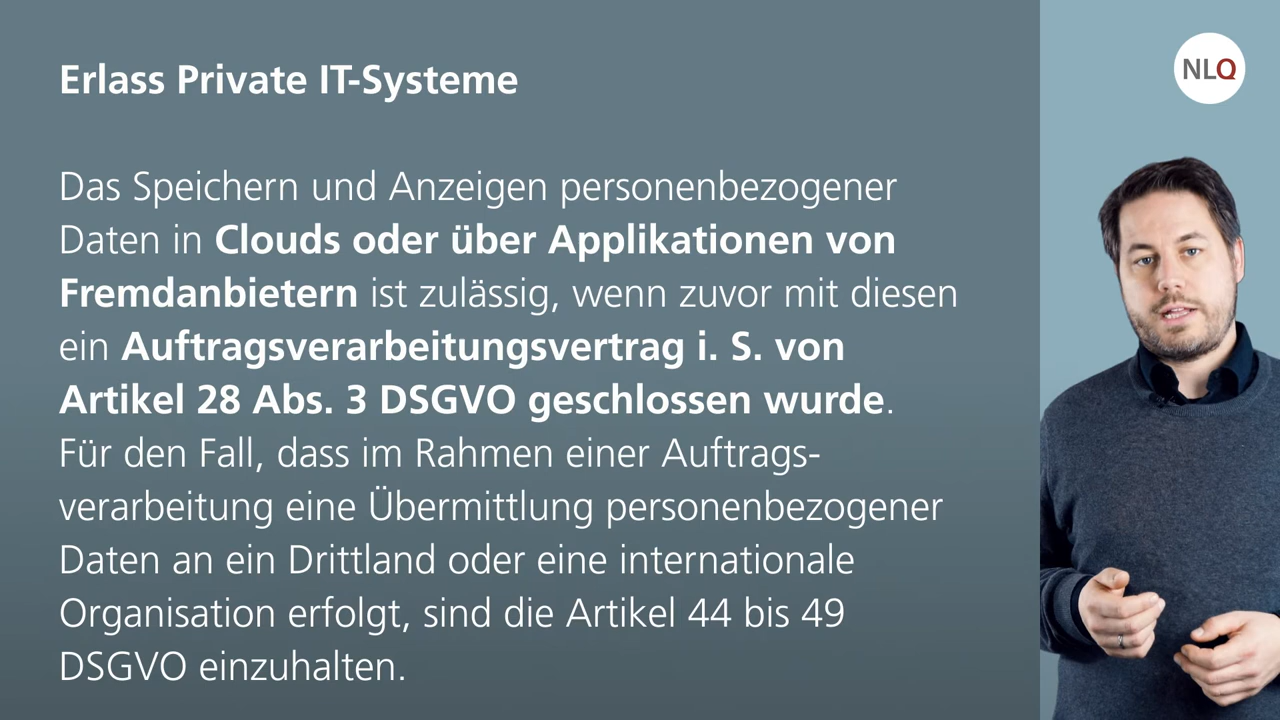 Erlass Private IT-Systeme
NLQ
Das Speichern und Anzeigen personenbezogener
Daten in Clouds oder über Applikationen von
Fremdanbietern ist zulässig, wenn zuvor mit diesen
ein Auftragsverarbeitungsvertrag i. S. von
Artikel 28 Abs. 3 DSGVO geschlossen wurde.
Für den Fall, dass im Rahmen einer Auftrags-
verarbeitung eine Übermittlung personenbezogener
Daten an ein Drittland oder eine internationale
Organisation erfolgt, sind die Artikel 44 bis 49
DSGVO einzuhalten.